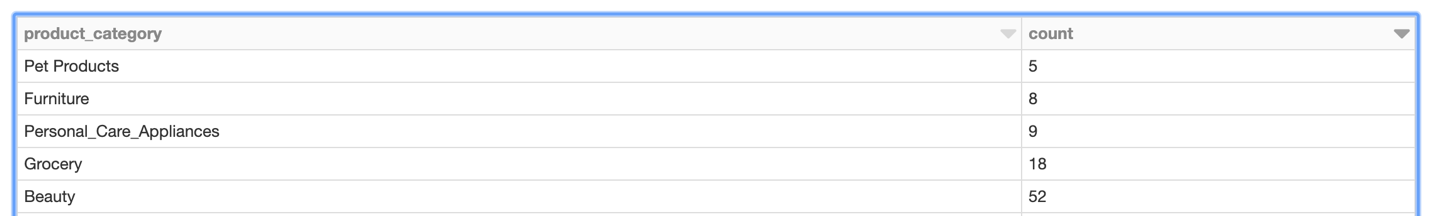 product_category count
Pet Products 5
Furniture 8
Personal_Care_Appliances 9
Grocery 18
Beauty 52